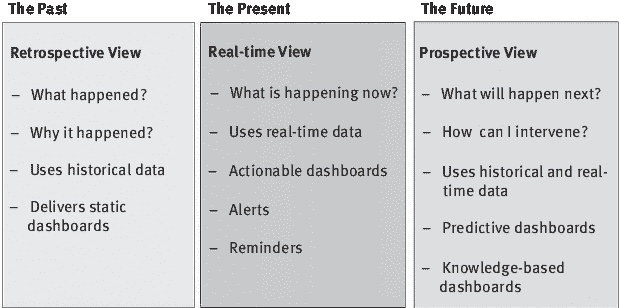 The Past
Retrospective View
– What happened?
– Why it happened?
– Uses historical data
– Delivers static
dashboards
The Present
Real-time View
– What is happening now?
– Uses real-time data
– Actionable dashboards
– Alerts
– Reminders
The Future
Prospective View
– What will happen next?
– How can I intervene?
– Uses historical and real-
time data
– Predictive dashboards
– Knowledge-based
dashboards